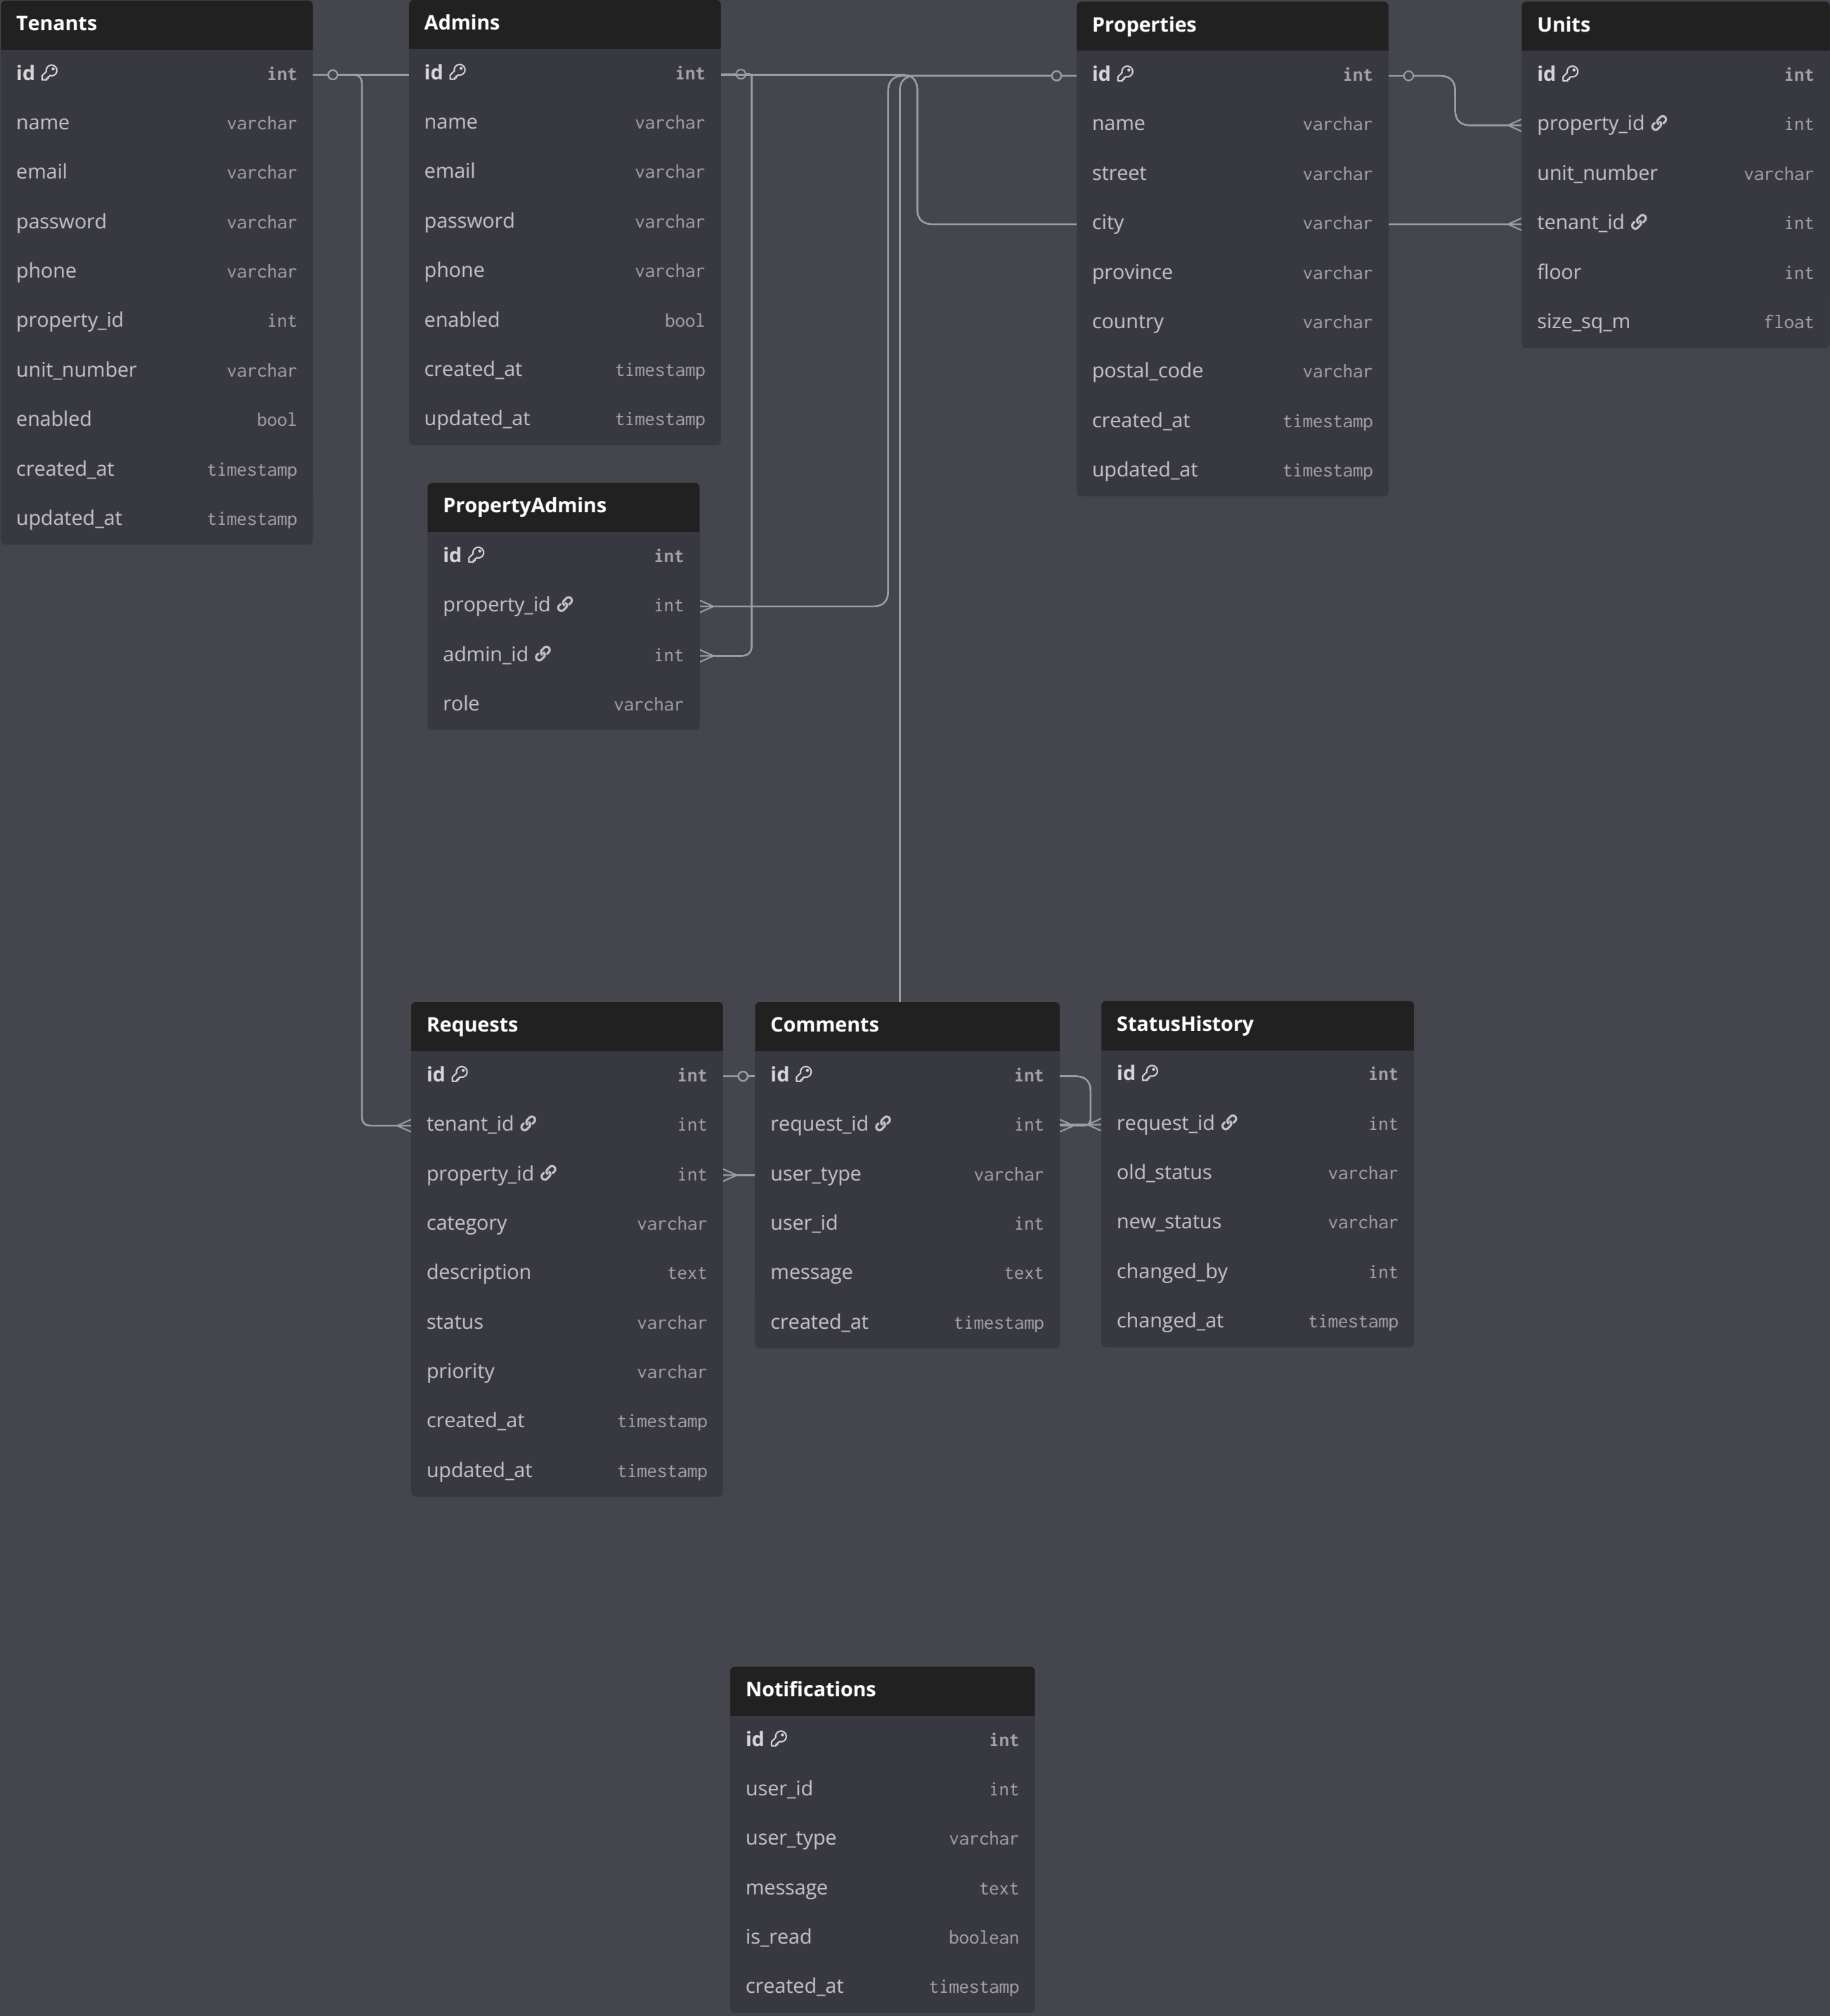 Tenants
id int
name varchar
email varchar
password varchar
phone varchar
property_id int
unit_number varchar
enabled bool
created_at timestamp
updated_at timestamp
Admins
id int
name varchar
email varchar
password varchar
phone varchar
enabled bool
created_at timestamp
updated_at timestamp
Properties
id int
name varchar
street varchar
city varchar
province varchar
country varchar
postal_code varchar
created_at timestamp
updated_at timestamp
Units
id int
property_id int
unit_number varchar
tenant_id int
floor int
size_sq_m float
PropertyAdmins
id int
property_id int
admin_id int
role varchar
Requests
id int
tenant_id int
property_id int
category varchar
description text
status varchar
priority varchar
created_at timestamp
updated_at timestamp
Comments
id int
request_id int
user_type varchar
user_id int
message text
created_at timestamp
StatusHistory
id int
request_id int
old_status varchar
new_status varchar
changed_by int
changed_at timestamp
Notifications
id int
user_id int
user_type varchar
message text
is_read boolean
created_at timestamp